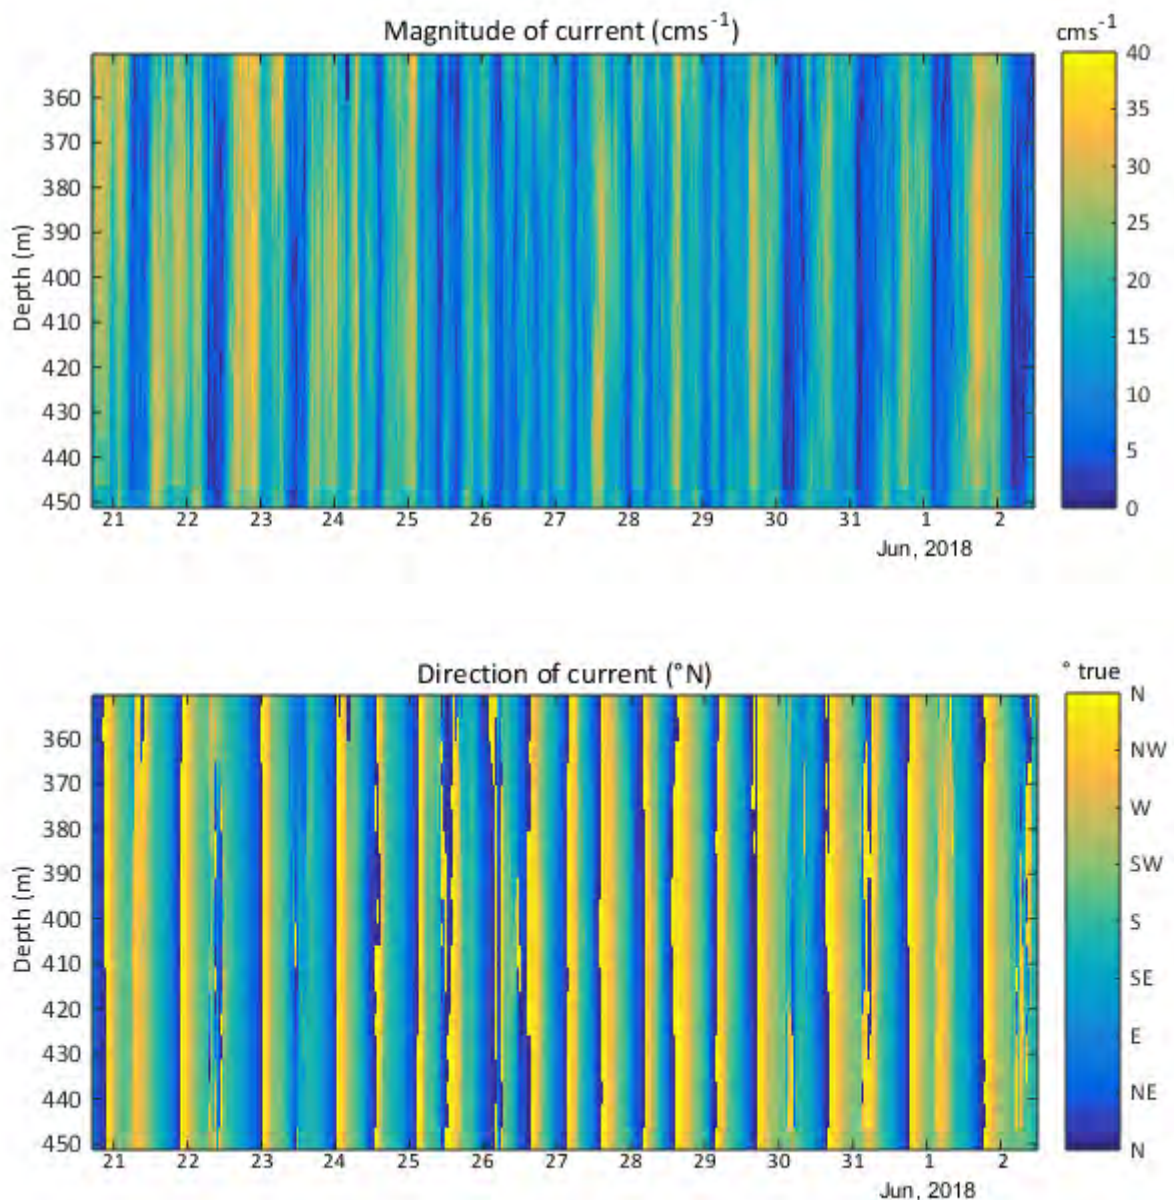 Magnitude of current (cms⁻¹)
cms⁻¹
Depth (m)
360
370
380
390
400
410
420
430
440
450
21 22 23 24 25 26 27 28 29 30 31 1 2
Jun, 2018
40
35
30
25
20
15
10
5
0
Direction of current (°N)
° true
Depth (m)
360
370
380
390
400
410
420
430
440
450
21 22 23 24 25 26 27 28 29 30 31 1 2
Jun, 2018
N
NW
W
SW
S
SE
E
NE
N